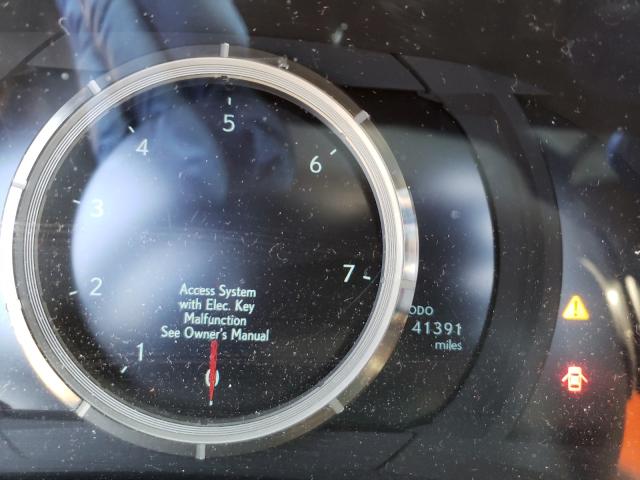 5
4
6
3
7
2
Access System
with Elec. Key
Malfunction
See Owner's Manual
ODO
41391
miles
1
0